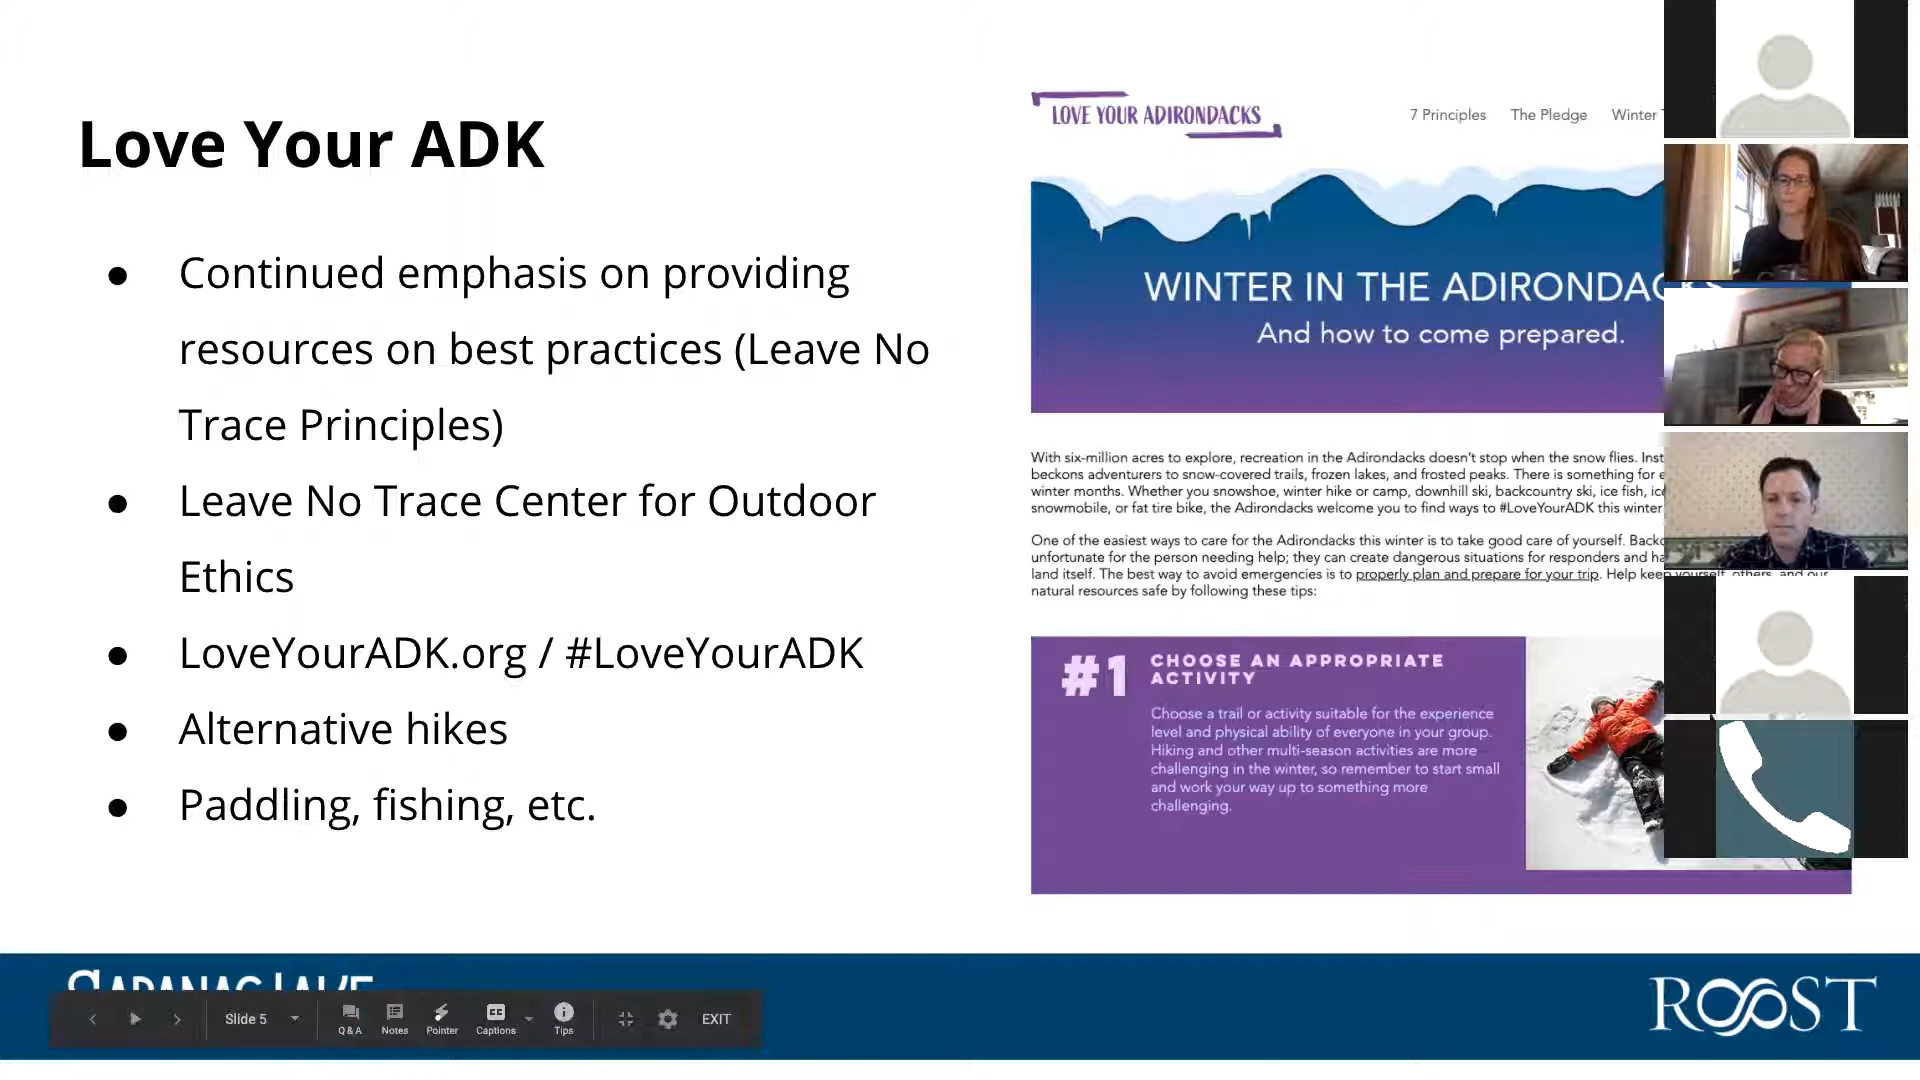 Love Your ADK
Continued emphasis on providing
resources on best practices (Leave No
Trace Principles)
Leave No Trace Center for Outdoor
Ethics
LoveYourADK.org / #LoveYourADK
Alternative hikes
Paddling, fishing, etc.
LOVE YOUR ADIRONDACKS
7 Principles The Pledge Winter
WINTER IN THE ADIRONDACKS
And how to come prepared.
With six-million acres to explore, recreation in the Adirondacks doesn't stop when the snow flies.
beckons adventurers to snow-covered trails, frozen lakes, and frosted peaks. There is something for
winter months. Whether you snowshoe, winter hike or camp, downhill ski, backcountry ski, ice fish,
snowmobile, or fat tire bike, the Adirondacks welcome you to find ways to #LoveYourADK this winter
One of the easiest ways to care for the Adirondacks this winter is to take good care of yourself.
unfortunate for the person needing help; they can create dangerous situations for responders and
land itself. The best way to avoid emergencies is to properly plan and prepare for your trip. Help keep yourself, others, and our
natural resources safe by following these tips:
#1 CHOOSE AN APPROPRIATE
ACTIVITY
Choose a trail or activity suitable for the experience
level and physical ability of everyone in your group.
Hiking and other multi-season activities are more
challenging in the winter, so remember to start small
and work your way up to something more
challenging.
SARANAC LAKE
ROOST
Slide 5
Q&A Notes Pointer Captions Tips EXIT